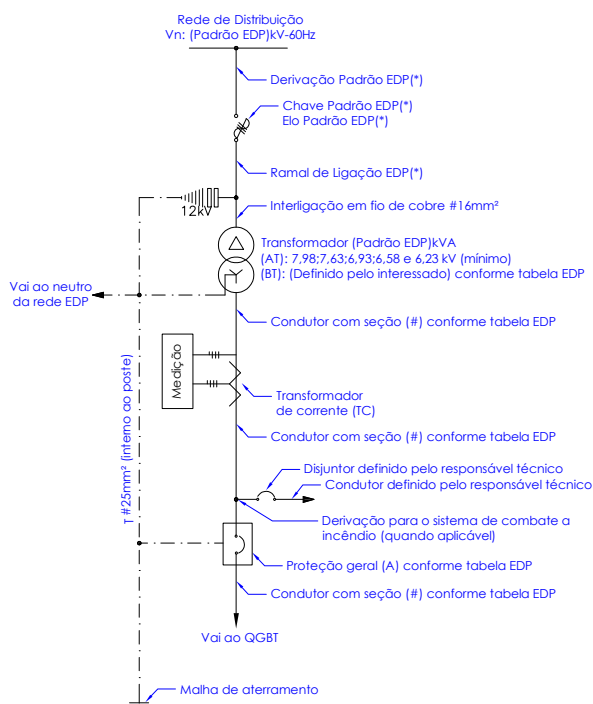 Rede de Distribuição
Vn: (Padrão EDP)kV-60Hz
Derivação Padrão EDP(*)
Chave Padrão EDP(*)
Elo Padrão EDP(*)
Ramal de Ligação EDP(*)
12kV
Interligação em fio de cobre #16mm²
Transformador (Padrão EDP)kVA
(AT): 7,98;7,63;6,93;6,58 e 6,23 kV (mínimo)
(BT): (Definido pelo interessado) conforme tabela EDP
Vai ao neutro
da rede EDP
Condutor com seção (#) conforme tabela EDP
Medição
Transformador
de corrente (TC)
Condutor com seção (#) conforme tabela EDP
T #25mm² (interno ao poste)
Disjuntor definido pelo responsável técnico
Condutor definido pelo responsável técnico
Derivação para o sistema de combate a
incêndio (quando aplicável)
Proteção geral (A) conforme tabela EDP
Condutor com seção (#) conforme tabela EDP
Vai ao QGBT
Malha de aterramento